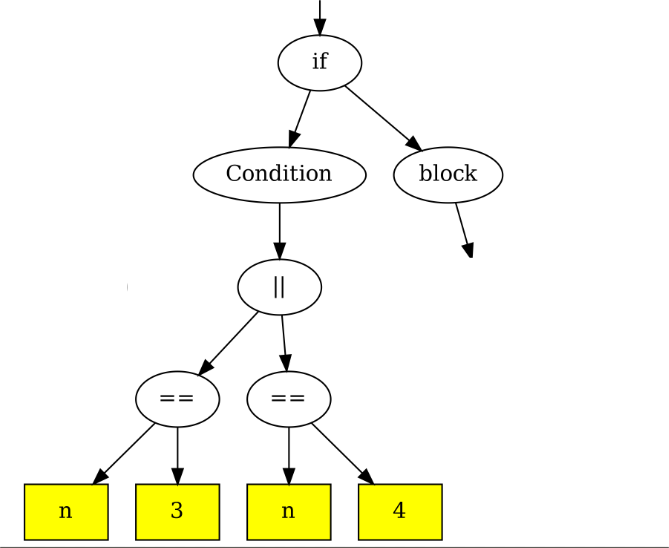 if
Condition
block
||
==
==
n
3
n
4